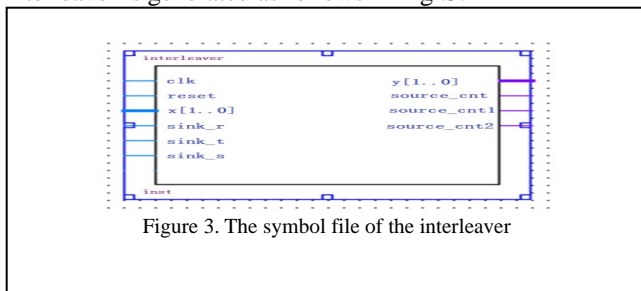 interleaver
clk
reset
x[1..0]
sink_r
sink_t
sink_s
y[1..0]
source_cnt
source_cnt1
source_cnt2
inst
Figure 3. The symbol file of the interleaver